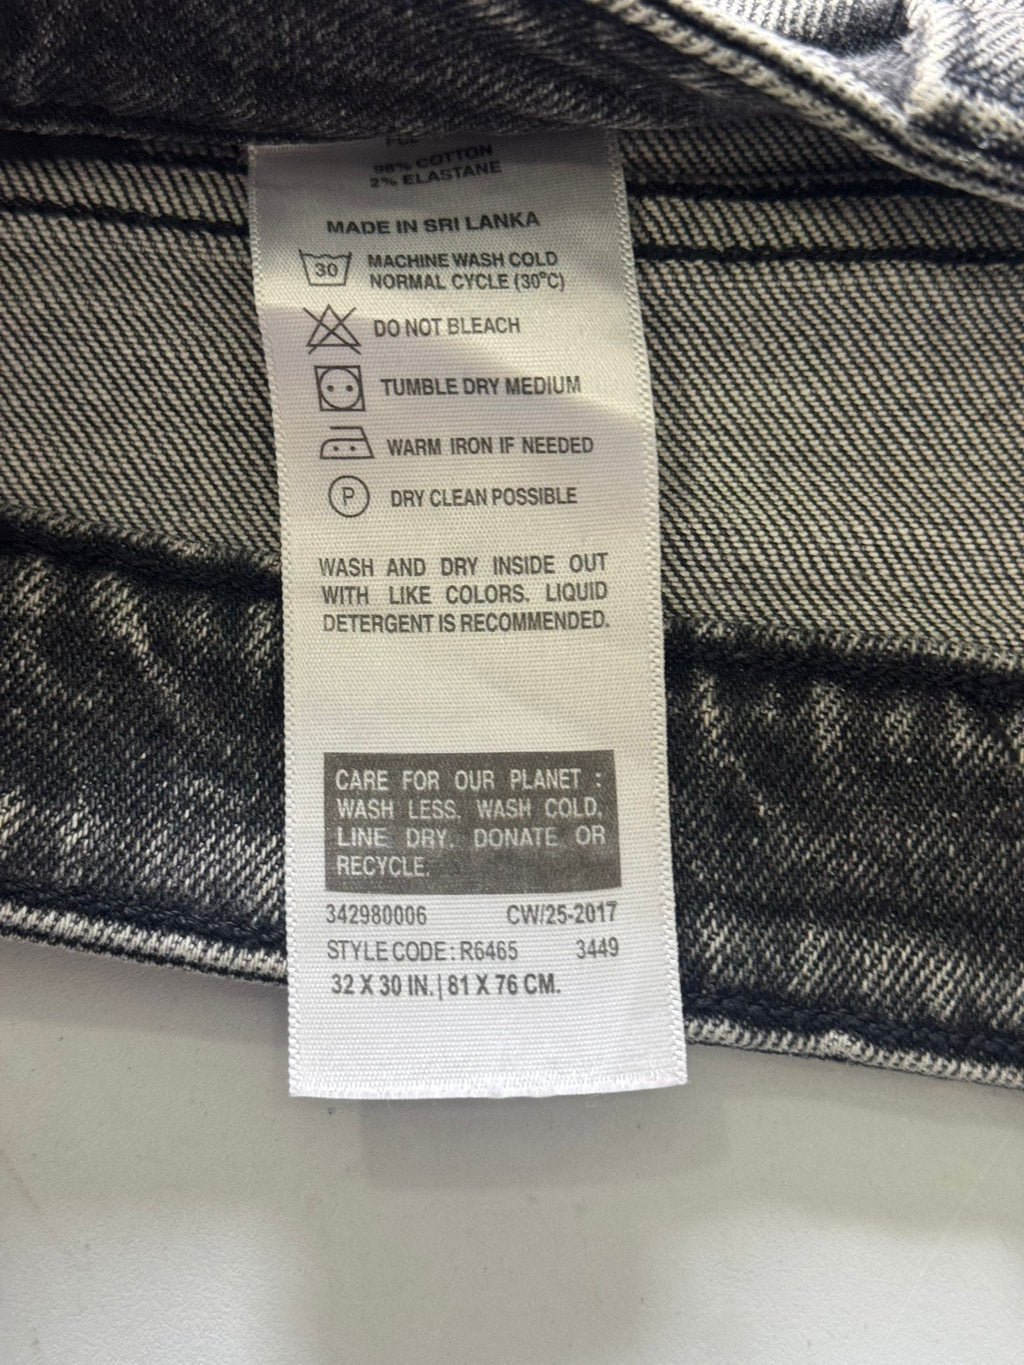 98% COTTON
2% ELASTANE
MADE IN SRI LANKA
30 MACHINE WASH COLD
NORMAL CYCLE (30°C)
DO NOT BLEACH
TUMBLE DRY MEDIUM
WARM IRON IF NEEDED
P DRY CLEAN POSSIBLE
WASH AND DRY INSIDE OUT
WITH LIKE COLORS. LIQUID
DETERGENT IS RECOMMENDED.
CARE FOR OUR PLANET :
WASH LESS, WASH COLD,
LINE DRY. DONATE OR
RECYCLE.
342980006 CW/25-2017
STYLE CODE : R6465 3449
32 X 30 IN. | 81 X 76 CM.